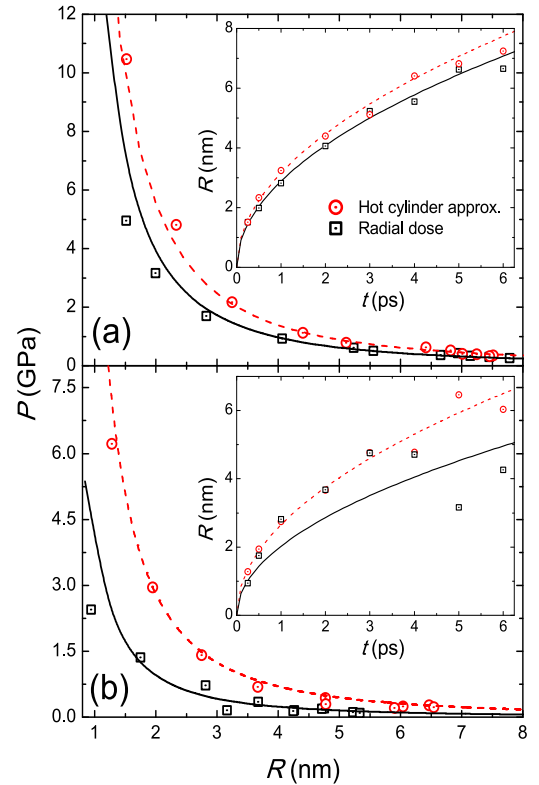 12
10
8
6
4
2
0
(a)
8
6
4
2
0
R (nm)
0 1 2 3 4 5 6
t (ps)
Hot cylinder approx.
Radial dose
P (GPa)
7.5
6.0
4.5
3.0
1.5
0.0
(b)
6
4
2
0
R (nm)
0 1 2 3 4 5 6
t (ps)
1 2 3 4 5 6 7 8
R (nm)